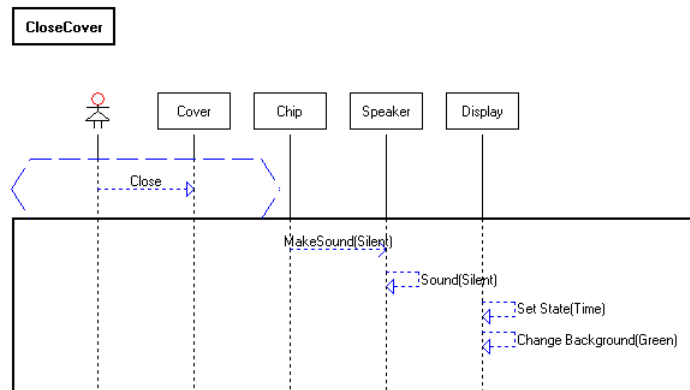 CloseCover
Cover
Chip
Speaker
Display
Close
MakeSound(Silent)
Sound(Silent)
Set State(Time)
Change Background(Green)